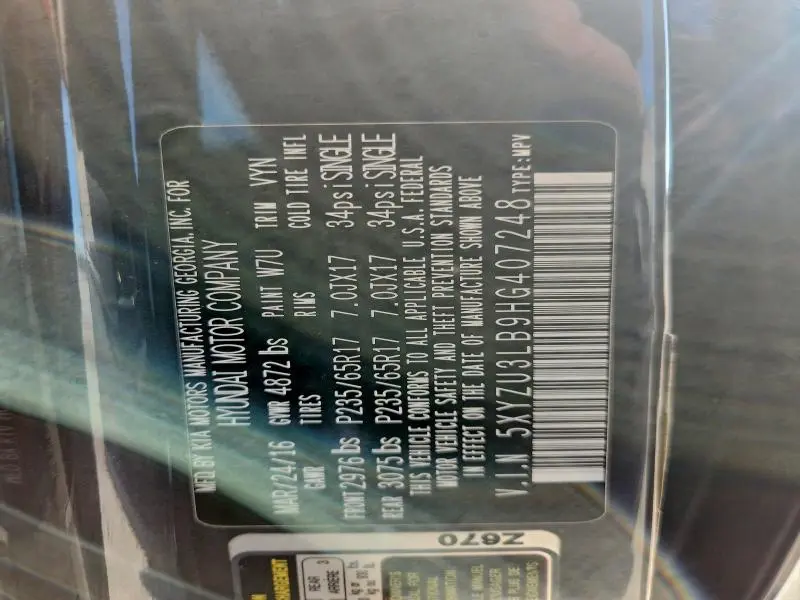 MFD BY KIA MOTORS MANUFACTURING GEORGIA, INC. FOR
HYUNDAI MOTOR COMPANY
MAR/24/16 GVWR 4872 lbs PAINT W7U TRIM VYN
GAWR TIRES RIMS COLD TIRE INFL
FRONT 2976 lbs P235/65R17 7.0JX17 34psi SINGLE
REAR 3075 lbs P235/65R17 7.0JX17 34psi SINGLE
THIS VEHICLE CONFORMS TO ALL APPLICABLE U.S.A. FEDERAL
MOTOR VEHICLE SAFETY AND THEFT PREVENTION STANDARDS
IN EFFECT ON THE DATE OF MANUFACTURE SHOWN ABOVE
V.I.N 5XYZU3LB9HG407248 TYPE:MPV
Z670
REAR 3
ARRIÈRE